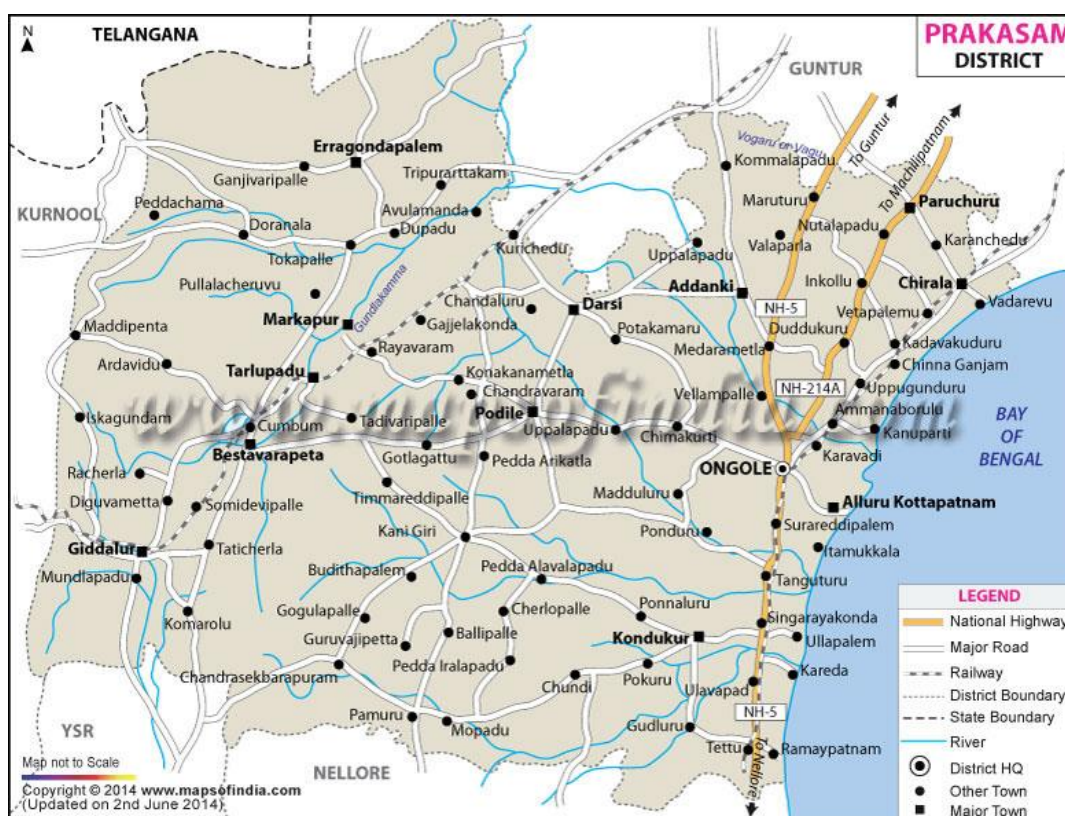 N
TELANGANA
PRAKASAM
DISTRICT
GUNTUR
Vogaru or Vagu
To Guntur
To Machilipatnam
Kommalapadu
Erragondapalem
Ganjivaripalle
Tripurarttakam
Maruturu
Paruchuru
KURNOOL
Peddachama
Avulamanda
Doranala
Dupadu
Kurichedu
Nutalapadu
Valaparla
Karanchedu
Tokapalle
Uppalapadu
Pullalacheruvu
Gundlakamma
Addanki
Inkollu
Chirala
Chandaluru
Darsi
NH-5
Vetapalemu
Vadarevu
Markapur
Gajjelakonda
Potakamaru
Duddukuru
Maddipenta
Rayavaram
Medarametla
Kadavakuduru
Ardavidu
Chinna Ganjam
Tarlupadu
Konakanametla
NH-214A
Uppugunduru
Chandravaram
Vellampalle
www.mapsofindia.com
Iskagundam
Podile
Ammanaborulu
BAY
OF
BENGAL
Cumbum
Tadivaripalle
Uppalapadu
Chimakurti
Kanuparti
Bestavarapeta
Gotlagattu
Karavadi
Racherla
Pedda Arikatla
ONGOLE
Diguvametta
Somidevipalle
Timmareddipalle
Madduluru
Alluru Kottapatnam
Kani Giri
Ponduru
Surareddipalem
Giddalur
Taticherla
Itamukkala
Mundlapadu
Budithapalem
Pedda Alavalapadu
Tanguturu
LEGEND
Komarolu
Gogulapalle
Cherlopalle
Ponnaluru
Singarayakonda
National Highway
Guruvajipetta
Ballipalle
Kondukur
Ullapalem
Major Road
Chandrasekbarapuram
Pedda Iralapadu
Pokuru
Kareda
Railway
Chundi
Ulavapad
District Boundary
YSR
Pamuru
Mopadu
Gudluru
NH-5
State Boundary
Tettu
To Nellore
Ramaypatnam
River
Map not to Scale
NELLORE
District HQ
Copyright © 2014 www.mapsofindia.com
Other Town
(Updated on 2nd June 2014)
Major Town